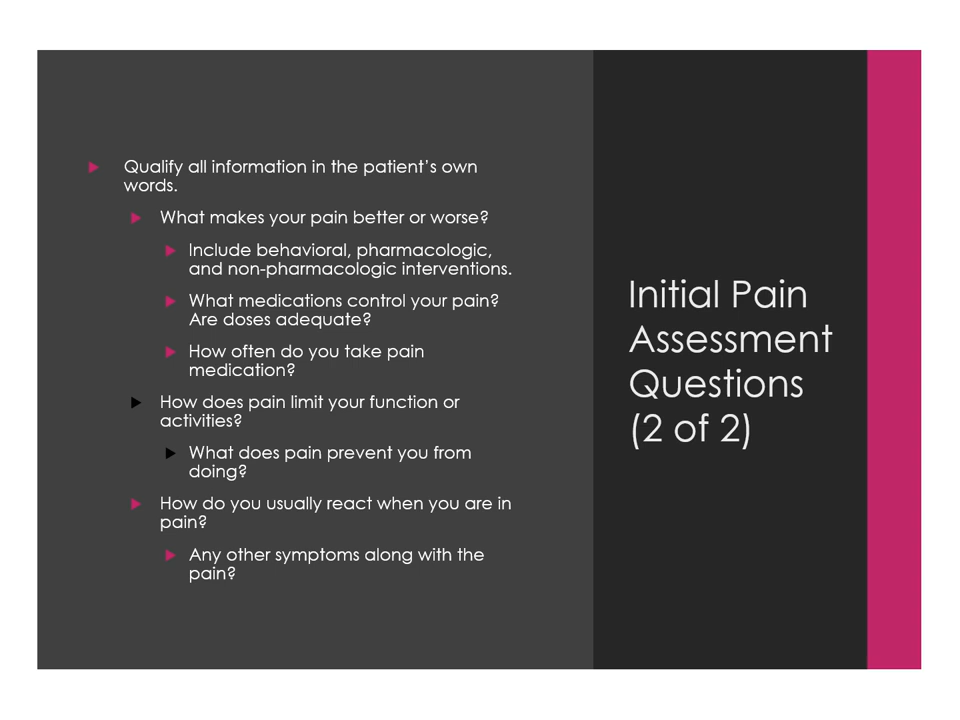 Qualify all information in the patient's own
words.
What makes your pain better or worse?
Include behavioral, pharmacologic,
and non-pharmacologic interventions.
What medications control your pain?
Are doses adequate?
How often do you take pain
medication?
How does pain limit your function or
activities?
What does pain prevent you from
doing?
How do you usually react when you are in
pain?
Any other symptoms along with the
pain?
Initial Pain
Assessment
Questions
(2 of 2)